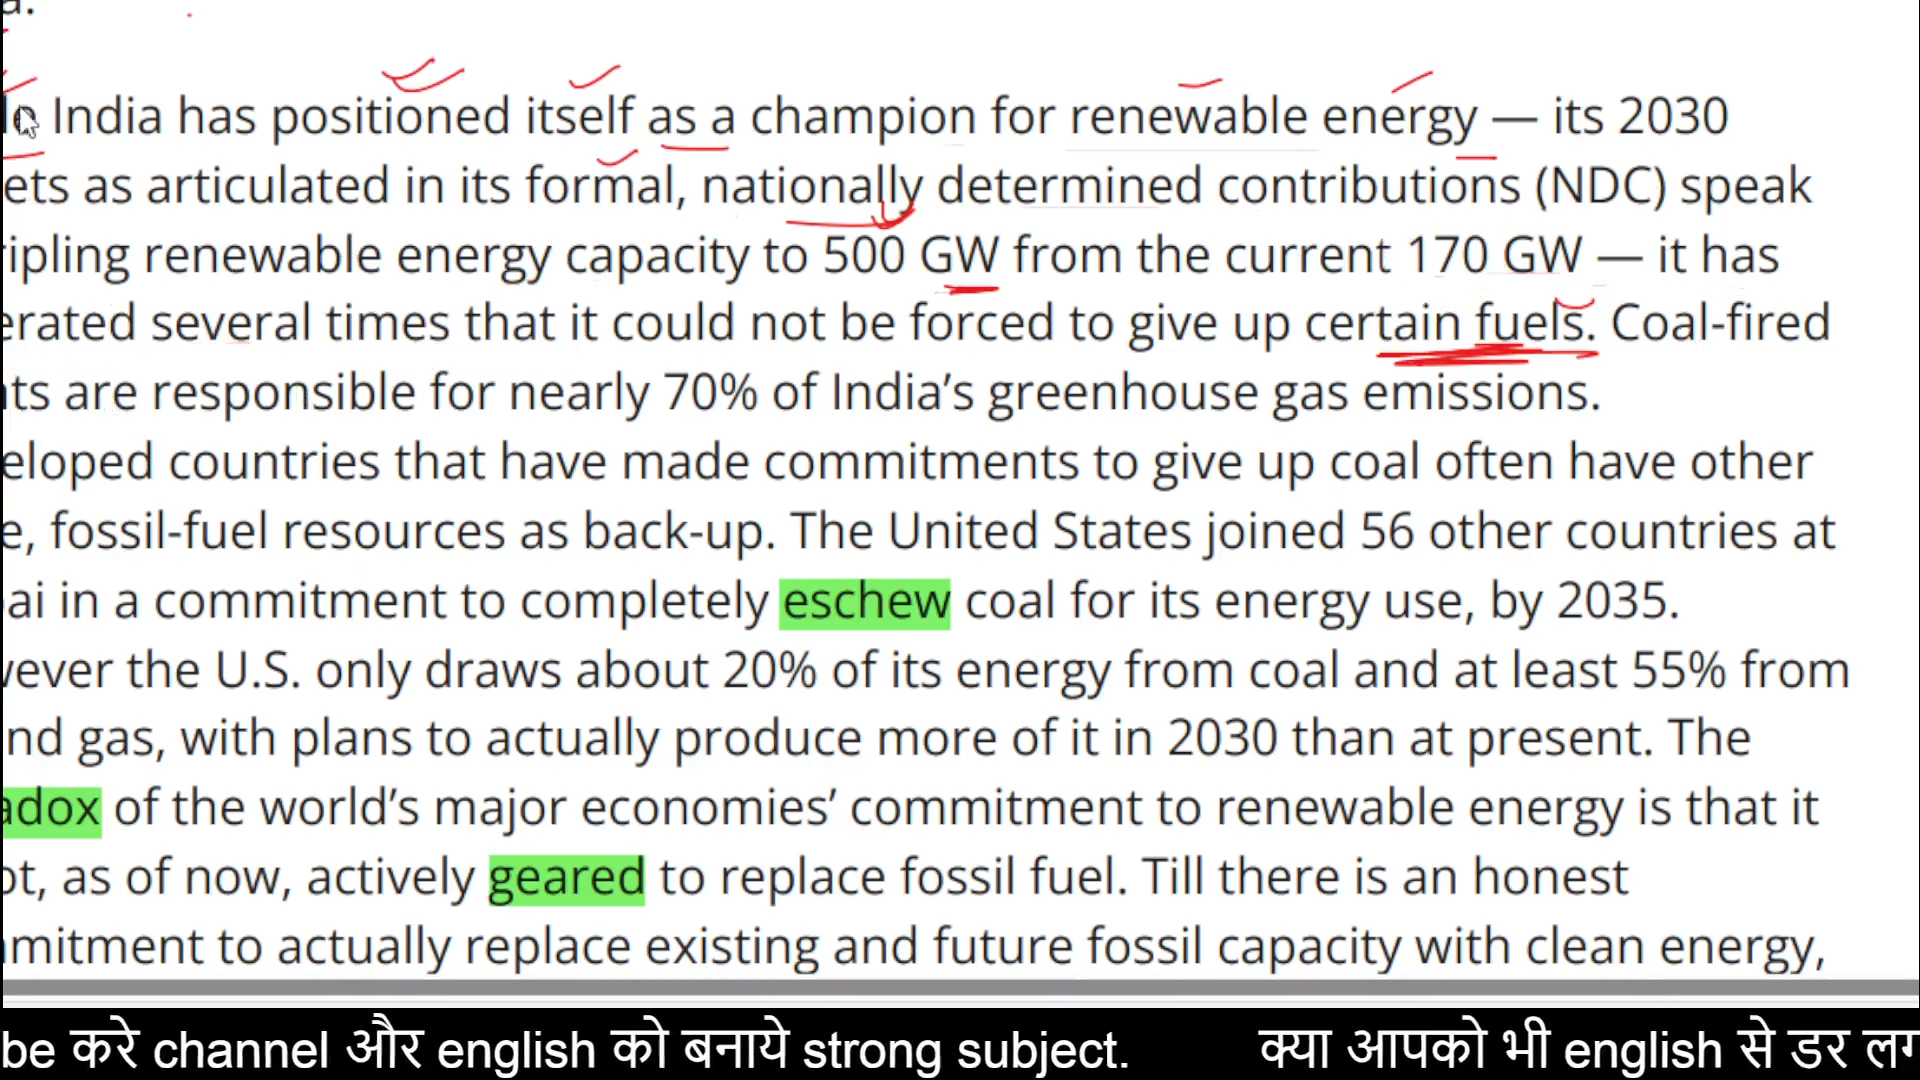 a.
le India has positioned itself as a champion for renewable energy — its 2030
ets as articulated in its formal, nationally determined contributions (NDC) speak
ripling renewable energy capacity to 500 GW from the current 170 GW — it has
erated several times that it could not be forced to give up certain fuels. Coal-fired
nts are responsible for nearly 70% of India’s greenhouse gas emissions.
eloped countries that have made commitments to give up coal often have other
e, fossil-fuel resources as back-up. The United States joined 56 other countries at
ai in a commitment to completely eschew coal for its energy use, by 2035.
wever the U.S. only draws about 20% of its energy from coal and at least 55% from
nd gas, with plans to actually produce more of it in 2030 than at present. The
adox of the world’s major economies’ commitment to renewable energy is that it
ot, as of now, actively geared to replace fossil fuel. Till there is an honest
mmitment to actually replace existing and future fossil capacity with clean energy,
be करे channel और english को बनाये strong subject. क्या आपको भी english से डर लग